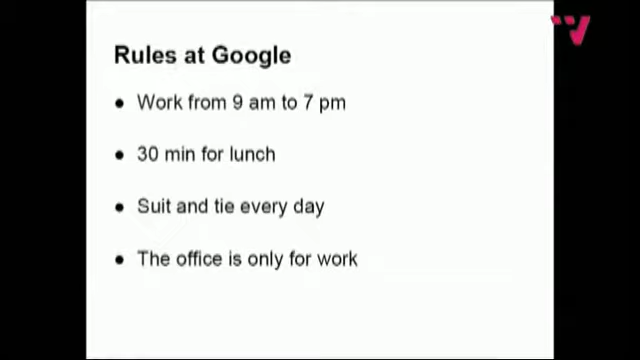 Rules at Google
● Work from 9 am to 7 pm
● 30 min for lunch
● Suit and tie every day
● The office is only for work